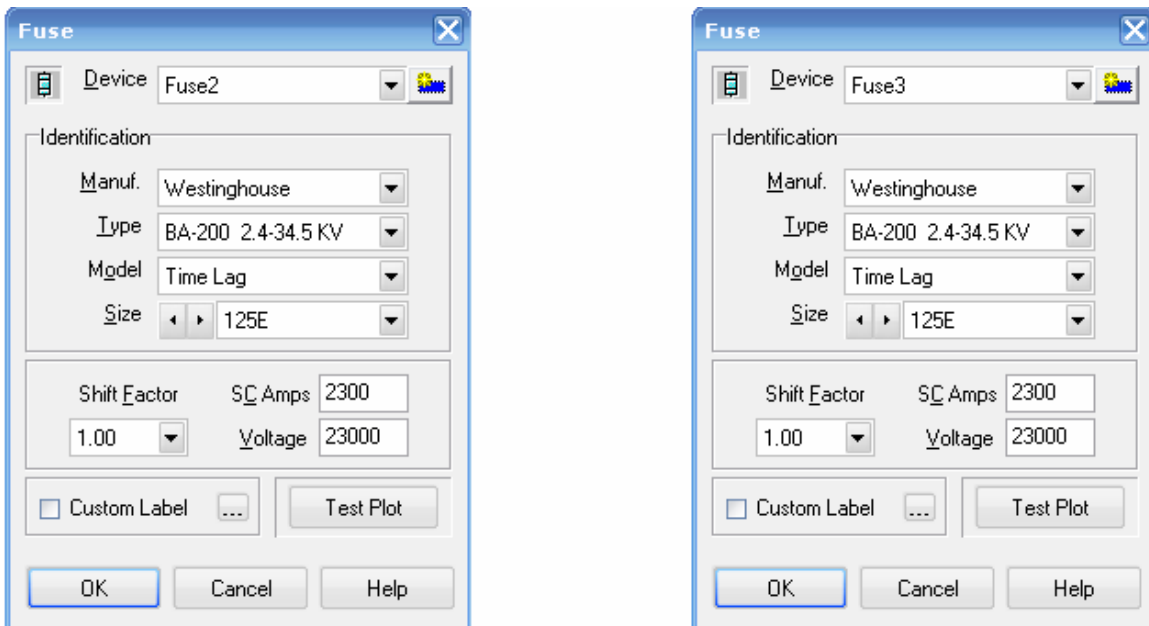 Fuse
Device Fuse2
Identification
Manuf. Westinghouse
Type BA-200 2.4-34.5 KV
Model Time Lag
Size 125E
Shift Factor SC Amps 2300
1.00 Voltage 23000
Custom Label ... Test Plot
OK Cancel Help
Fuse
Device Fuse3
Identification
Manuf. Westinghouse
Type BA-200 2.4-34.5 KV
Model Time Lag
Size 125E
Shift Factor SC Amps 2300
1.00 Voltage 23000
Custom Label ... Test Plot
OK Cancel Help